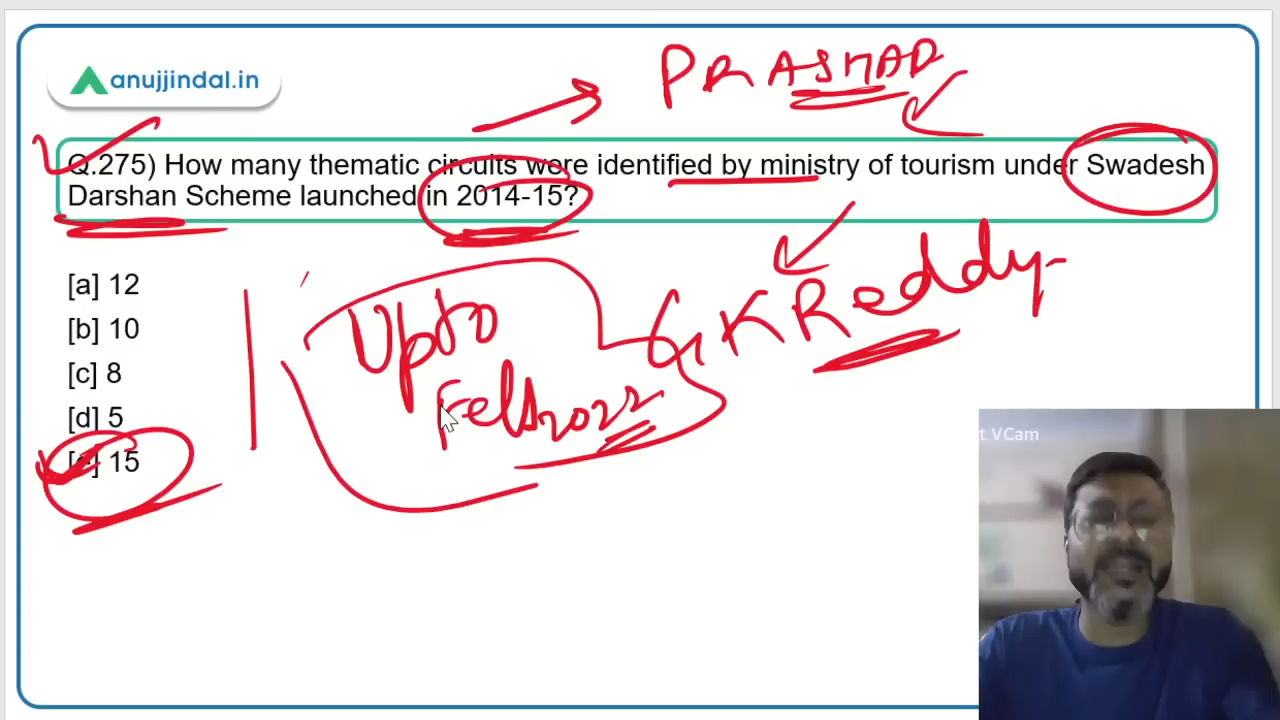 PRASHAD
anujjindal.in
Q.275) How many thematic circuits were identified by ministry of tourism under Swadesh
Darshan Scheme launched in 2014-15?
G K Reddy
[a] 12
Upto
[b] 10
[c] 8
Feb 2022
[d] 5
[e] 15
t VCam